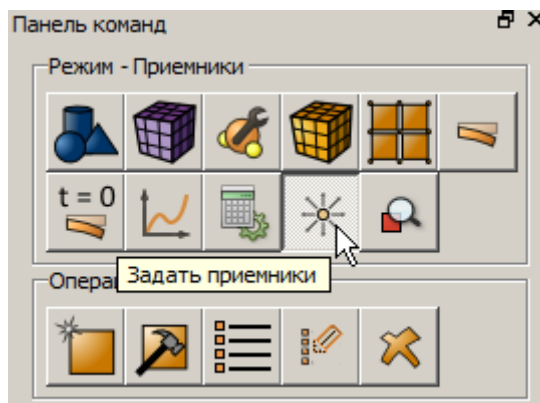 Панель команд
Режим - Приемники
t = 0
Задать приемники
Опера